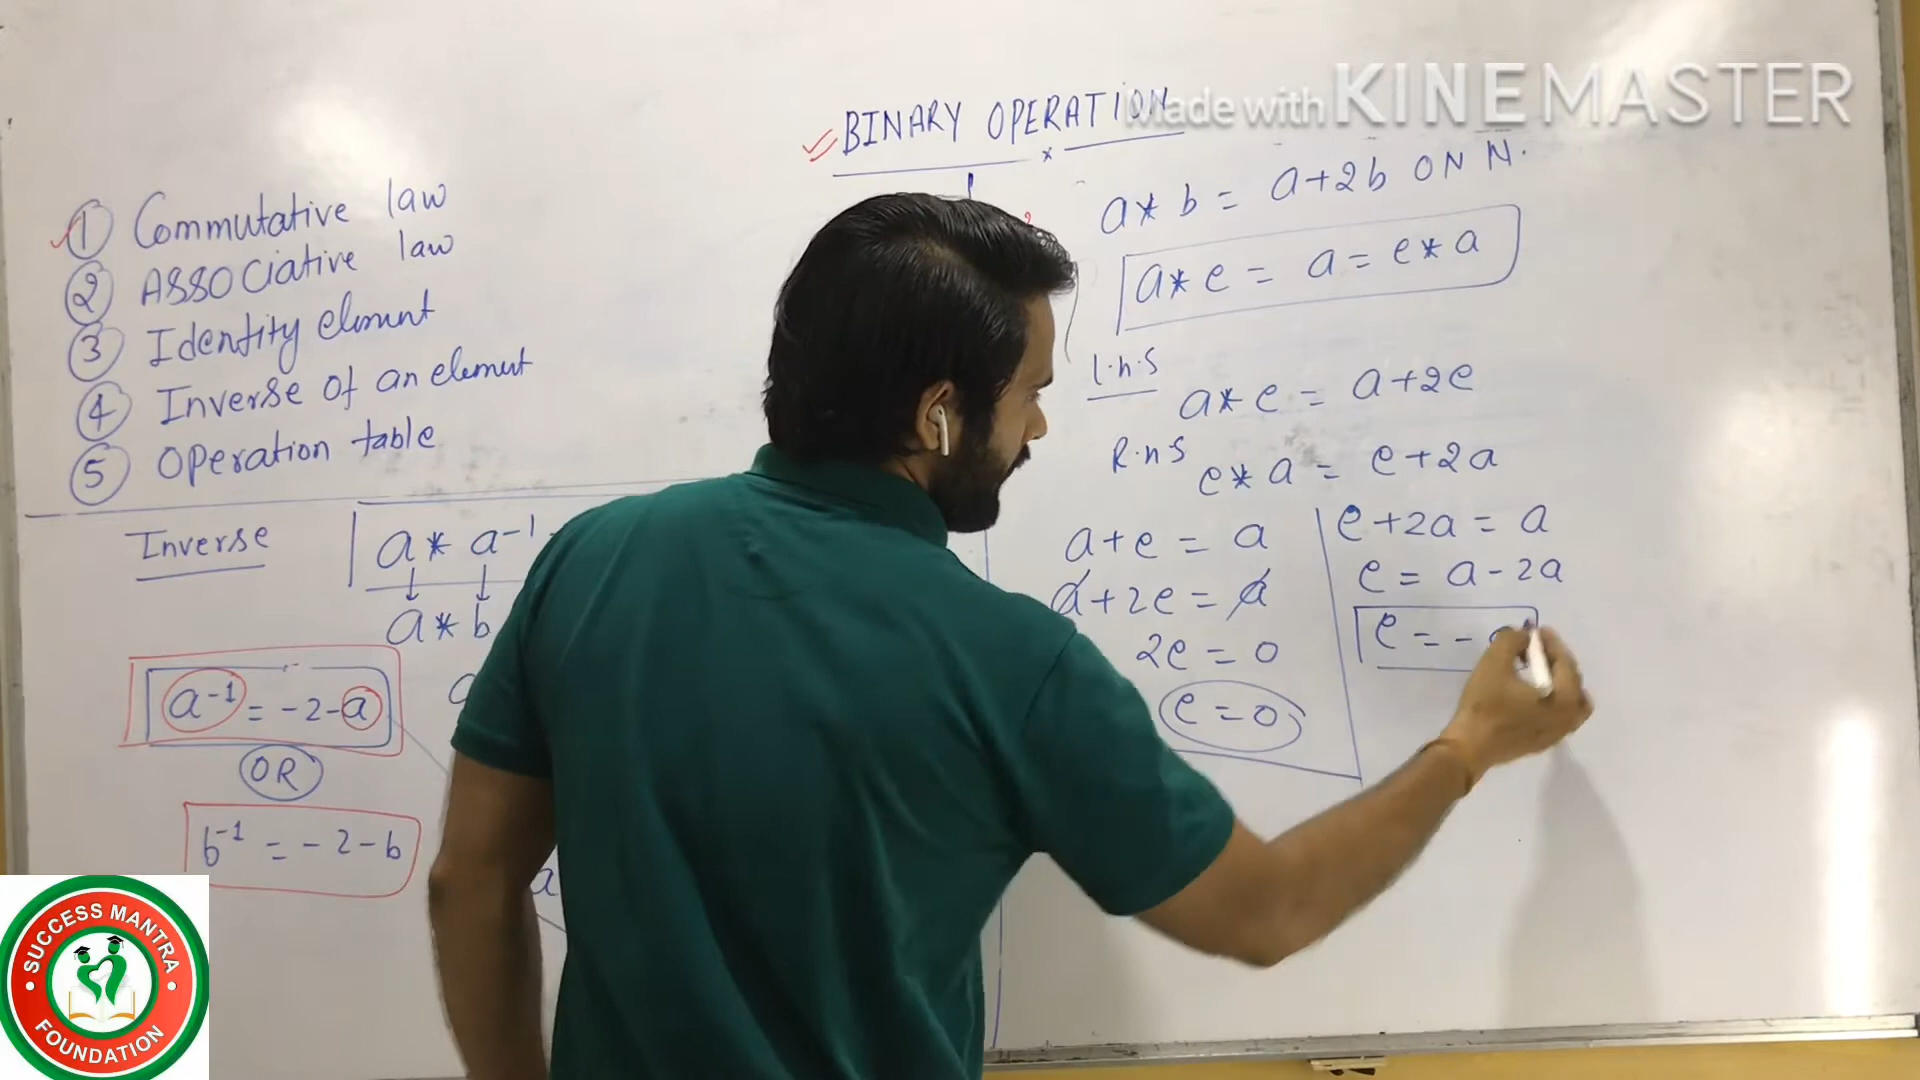 Made with KINEMASTER
BINARY OPERATION
① Commutative law
② Associative law
③ Identity element
④ Inverse of an element
⑤ Operation table
Inverse
a * a⁻¹
a * b
a⁻¹ = -2-a
OR
b⁻¹ = -2-b
a
a * b = a+2b ON N.
a * e = a = e * a
L.h.S
a * e = a+2e
R.h.S
e * a = e+2a
a+e = a
a+2e = a
2e = 0
e = 0
e+2a = a
e = a-2a
e = -
SUCCESS MANTRA
FOUNDATION